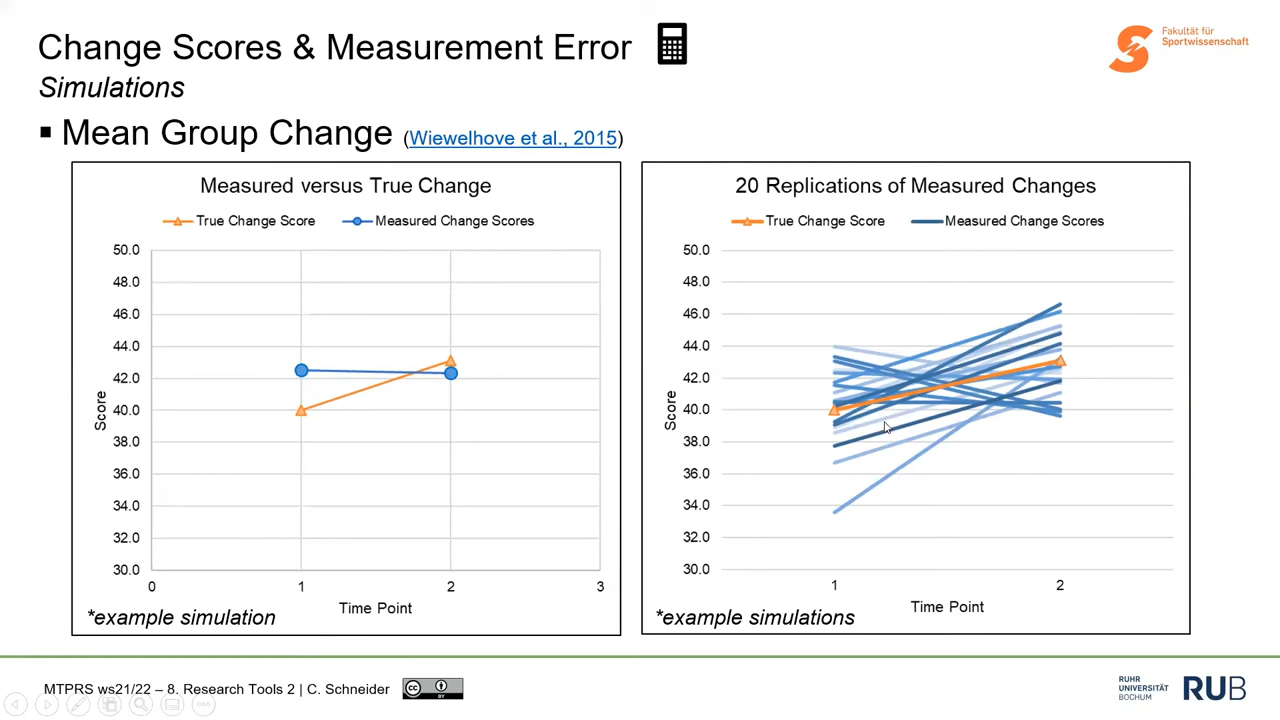 Change Scores & Measurement Error
Simulations
Fakultät für
Sportwissenschaft
▪ Mean Group Change (Wiewelhove et al., 2015)
Measured versus True Change
True Change Score
Measured Change Scores
50.0
48.0
46.0
44.0
42.0
40.0
38.0
36.0
34.0
32.0
30.0
Score
0
1
2
3
Time Point
*example simulation
20 Replications of Measured Changes
True Change Score
Measured Change Scores
50.0
48.0
46.0
44.0
42.0
40.0
38.0
36.0
34.0
32.0
30.0
Score
1
2
Time Point
*example simulations
MTPRS ws21/22 – 8. Research Tools 2 | C. Schneider
cc
BY
RUHR
UNIVERSITÄT
BOCHUM
RUB